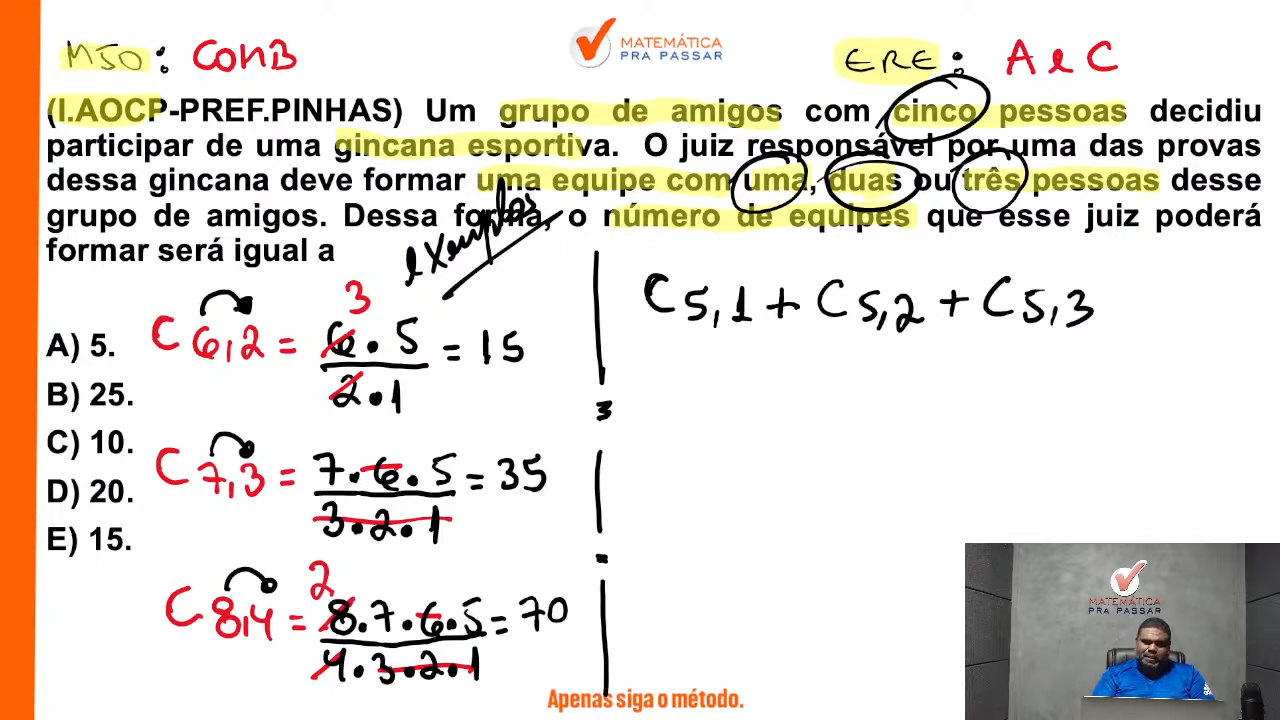 MATEMÁTICA
PRA PASSAR
MJO: COMB
ERE: A e C
(I.AOCP-PREF.PINHAS) Um grupo de amigos com cinco pessoas decidiu
participar de uma gincana esportiva. O juiz responsável por uma das provas
dessa gincana deve formar uma equipe com uma, duas ou três pessoas desse
grupo de amigos. Dessa forma, o número de equipes que esse juiz poderá
formar será igual a
exemplos
A) 5.
B) 25.
C) 10.
D) 20.
E) 15.
3
C6,2 = 6.5/2.1 = 15
C7,3 = 7.6.5/3.2.1 = 35
2
C8,4 = 8.7.6.5/4.3.2.1 = 70
C5,1 + C5,2 + C5,3
MATEMÁTICA
PRA PASSAR
Apenas siga o método.